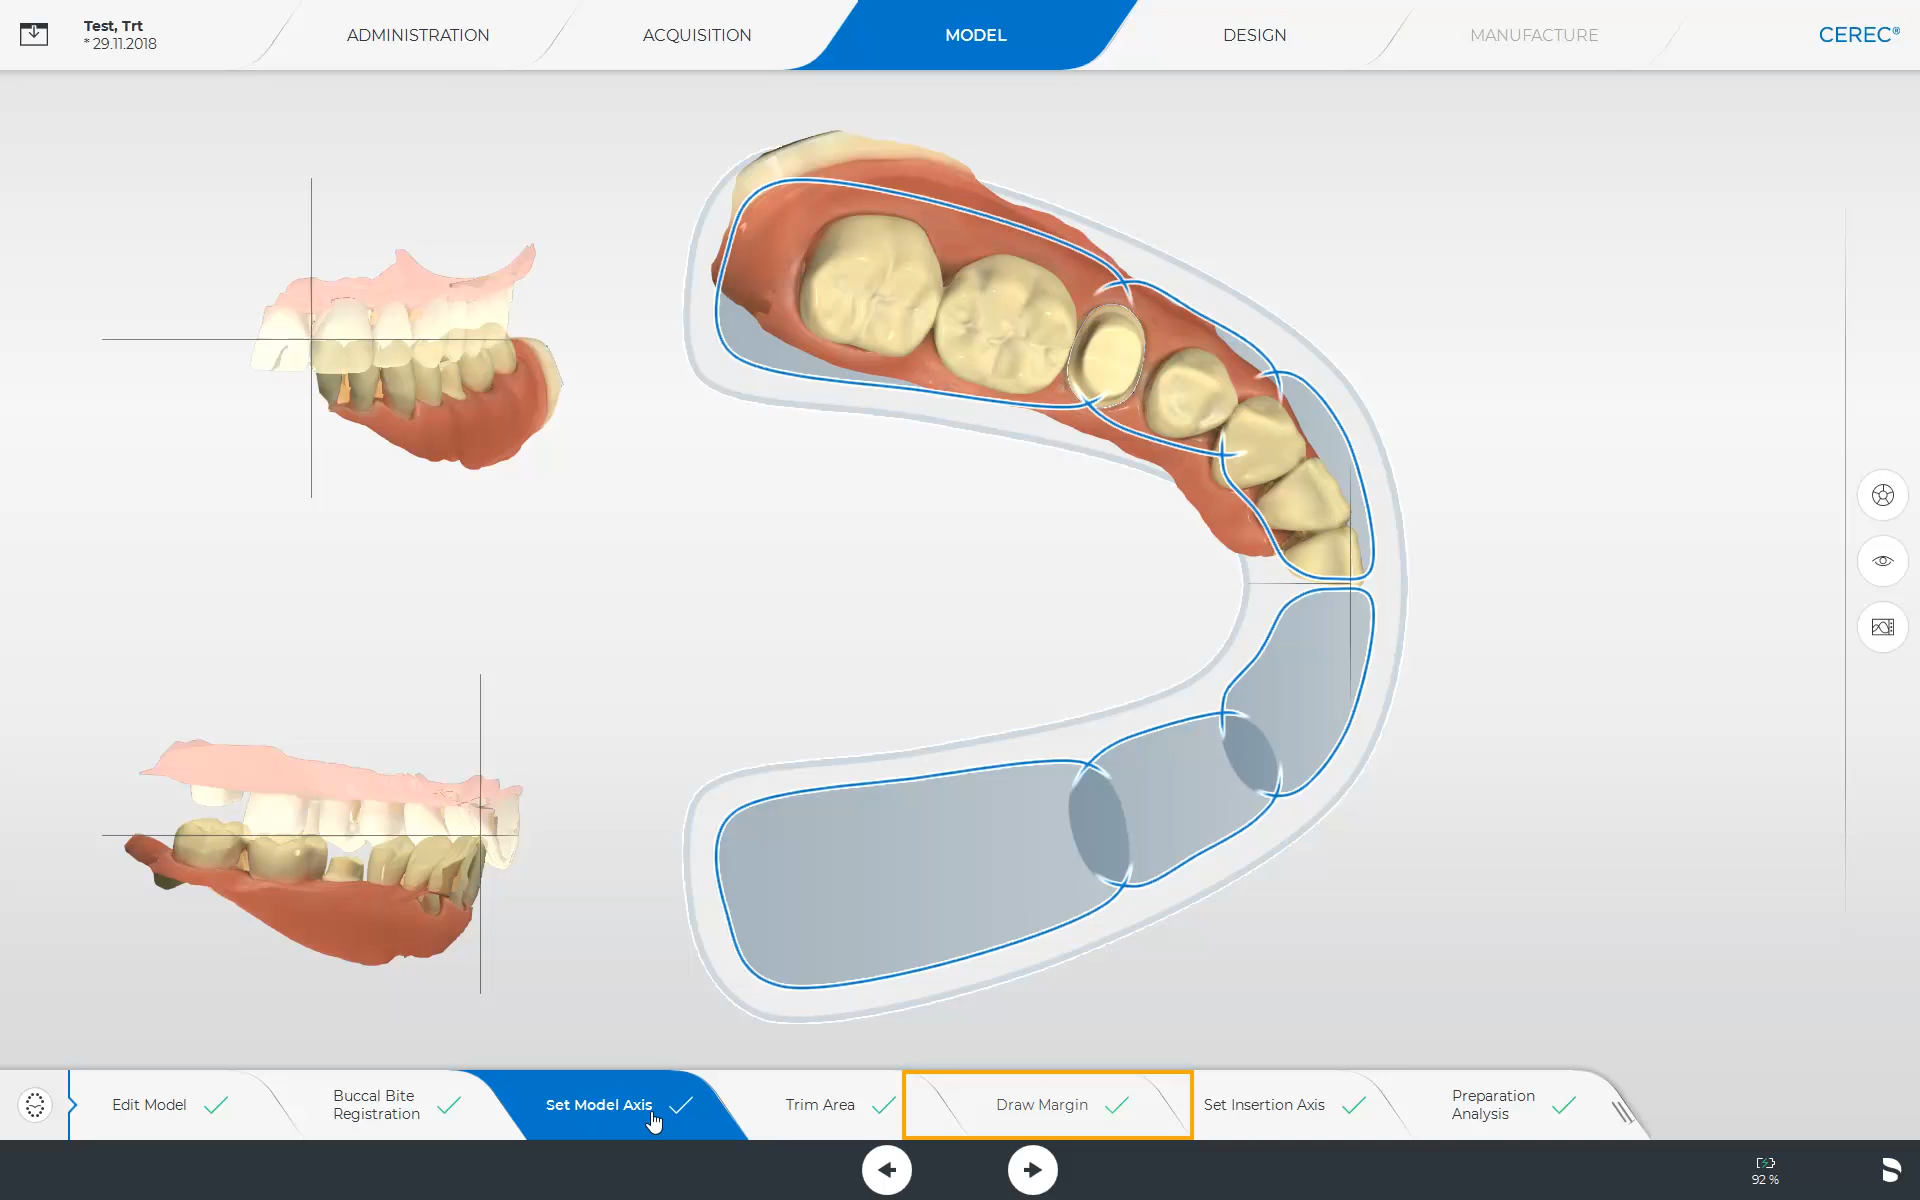 Test, Trt
* 29.11.2018
ADMINISTRATION
ACQUISITION
MODEL
DESIGN
MANUFACTURE
CEREC®
Edit Model
Buccal Bite
Registration
Set Model Axis
Trim Area
Draw Margin
Set Insertion Axis
Preparation
Analysis
92 %